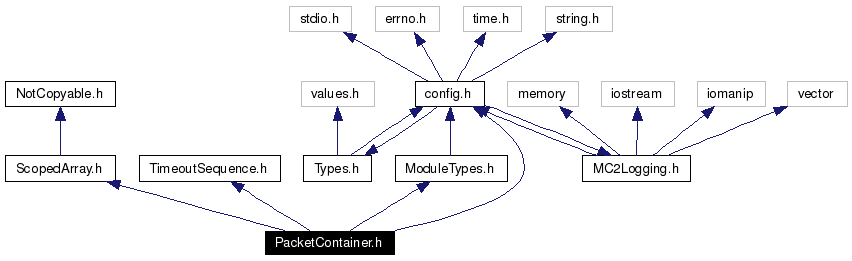 stdio.h errno.h time.h string.h
NotCopyable.h values.h config.h memory iostream iomanip vector
ScopedArray.h TimeoutSequence.h Types.h ModuleTypes.h MC2Logging.h
PacketContainer.h